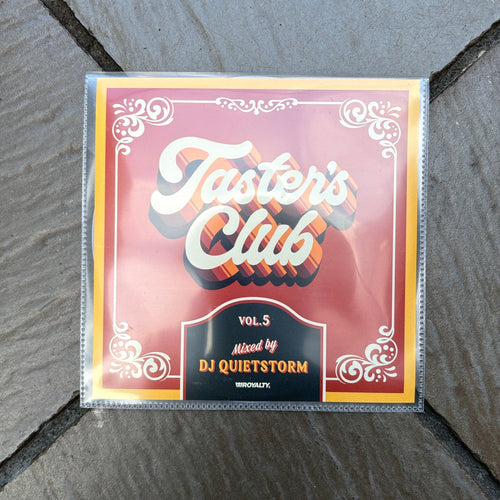 Taster's
Club
VOL.5
Mixed by
DJ QUIETSTORM
ROYALTY.